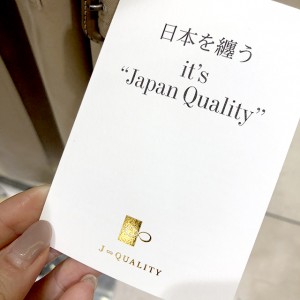 日本を纏う
it's
“Japan Quality”
J∞QUALITY